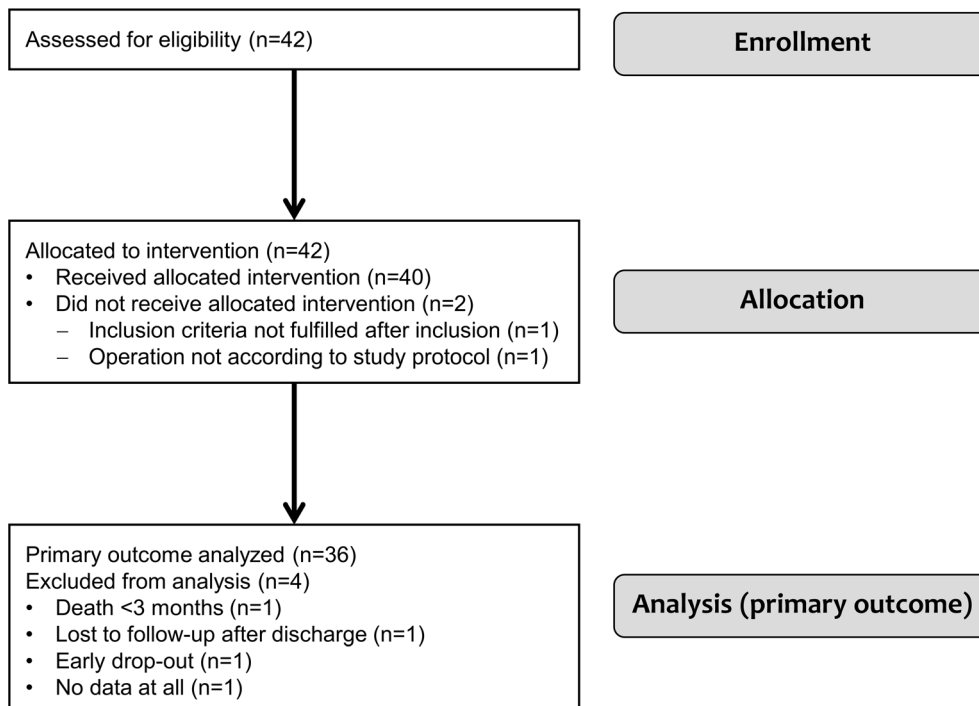 Assessed for eligibility (n=42)
Enrollment
Allocated to intervention (n=42)
• Received allocated intervention (n=40)
• Did not receive allocated intervention (n=2)
– Inclusion criteria not fulfilled after inclusion (n=1)
– Operation not according to study protocol (n=1)
Allocation
Primary outcome analyzed (n=36)
Excluded from analysis (n=4)
• Death <3 months (n=1)
• Lost to follow-up after discharge (n=1)
• Early drop-out (n=1)
• No data at all (n=1)
Analysis (primary outcome)